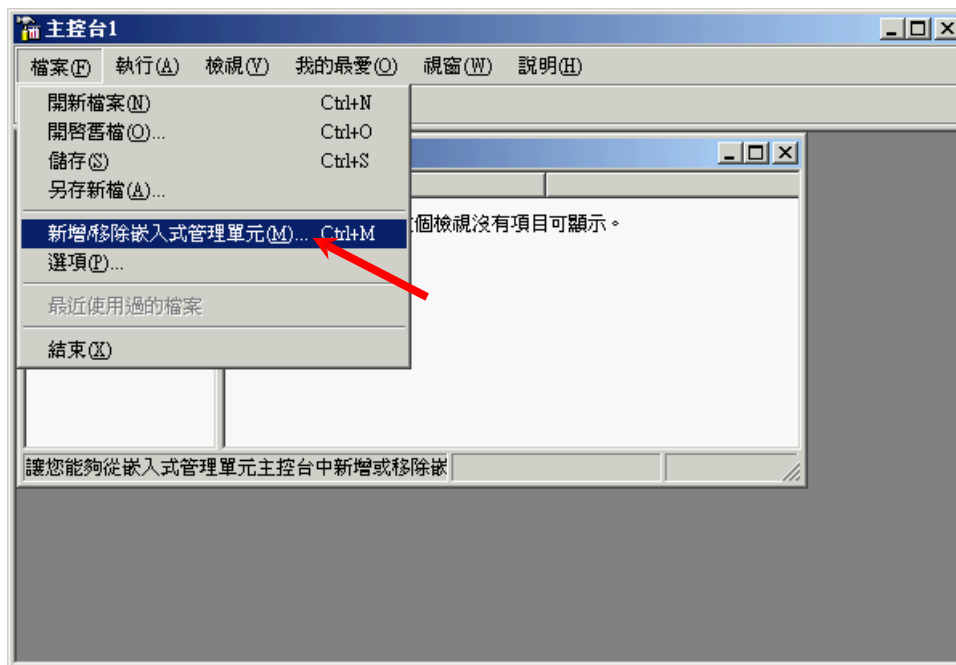 主控台1
檔案(F) 執行(A) 檢視(V) 我的最愛(O) 視窗(W) 說明(H)
開新檔案(N) Ctrl+N
開啟舊檔(O)... Ctrl+O
儲存(S) Ctrl+S
另存新檔(A)...
新增/移除嵌入式管理單元(M)... Ctrl+M
選項(P)...
最近使用過的檔案
結束(X)
個檢視沒有項目可顯示。
讓您能夠從嵌入式管理單元主控台中新增或移除嵌